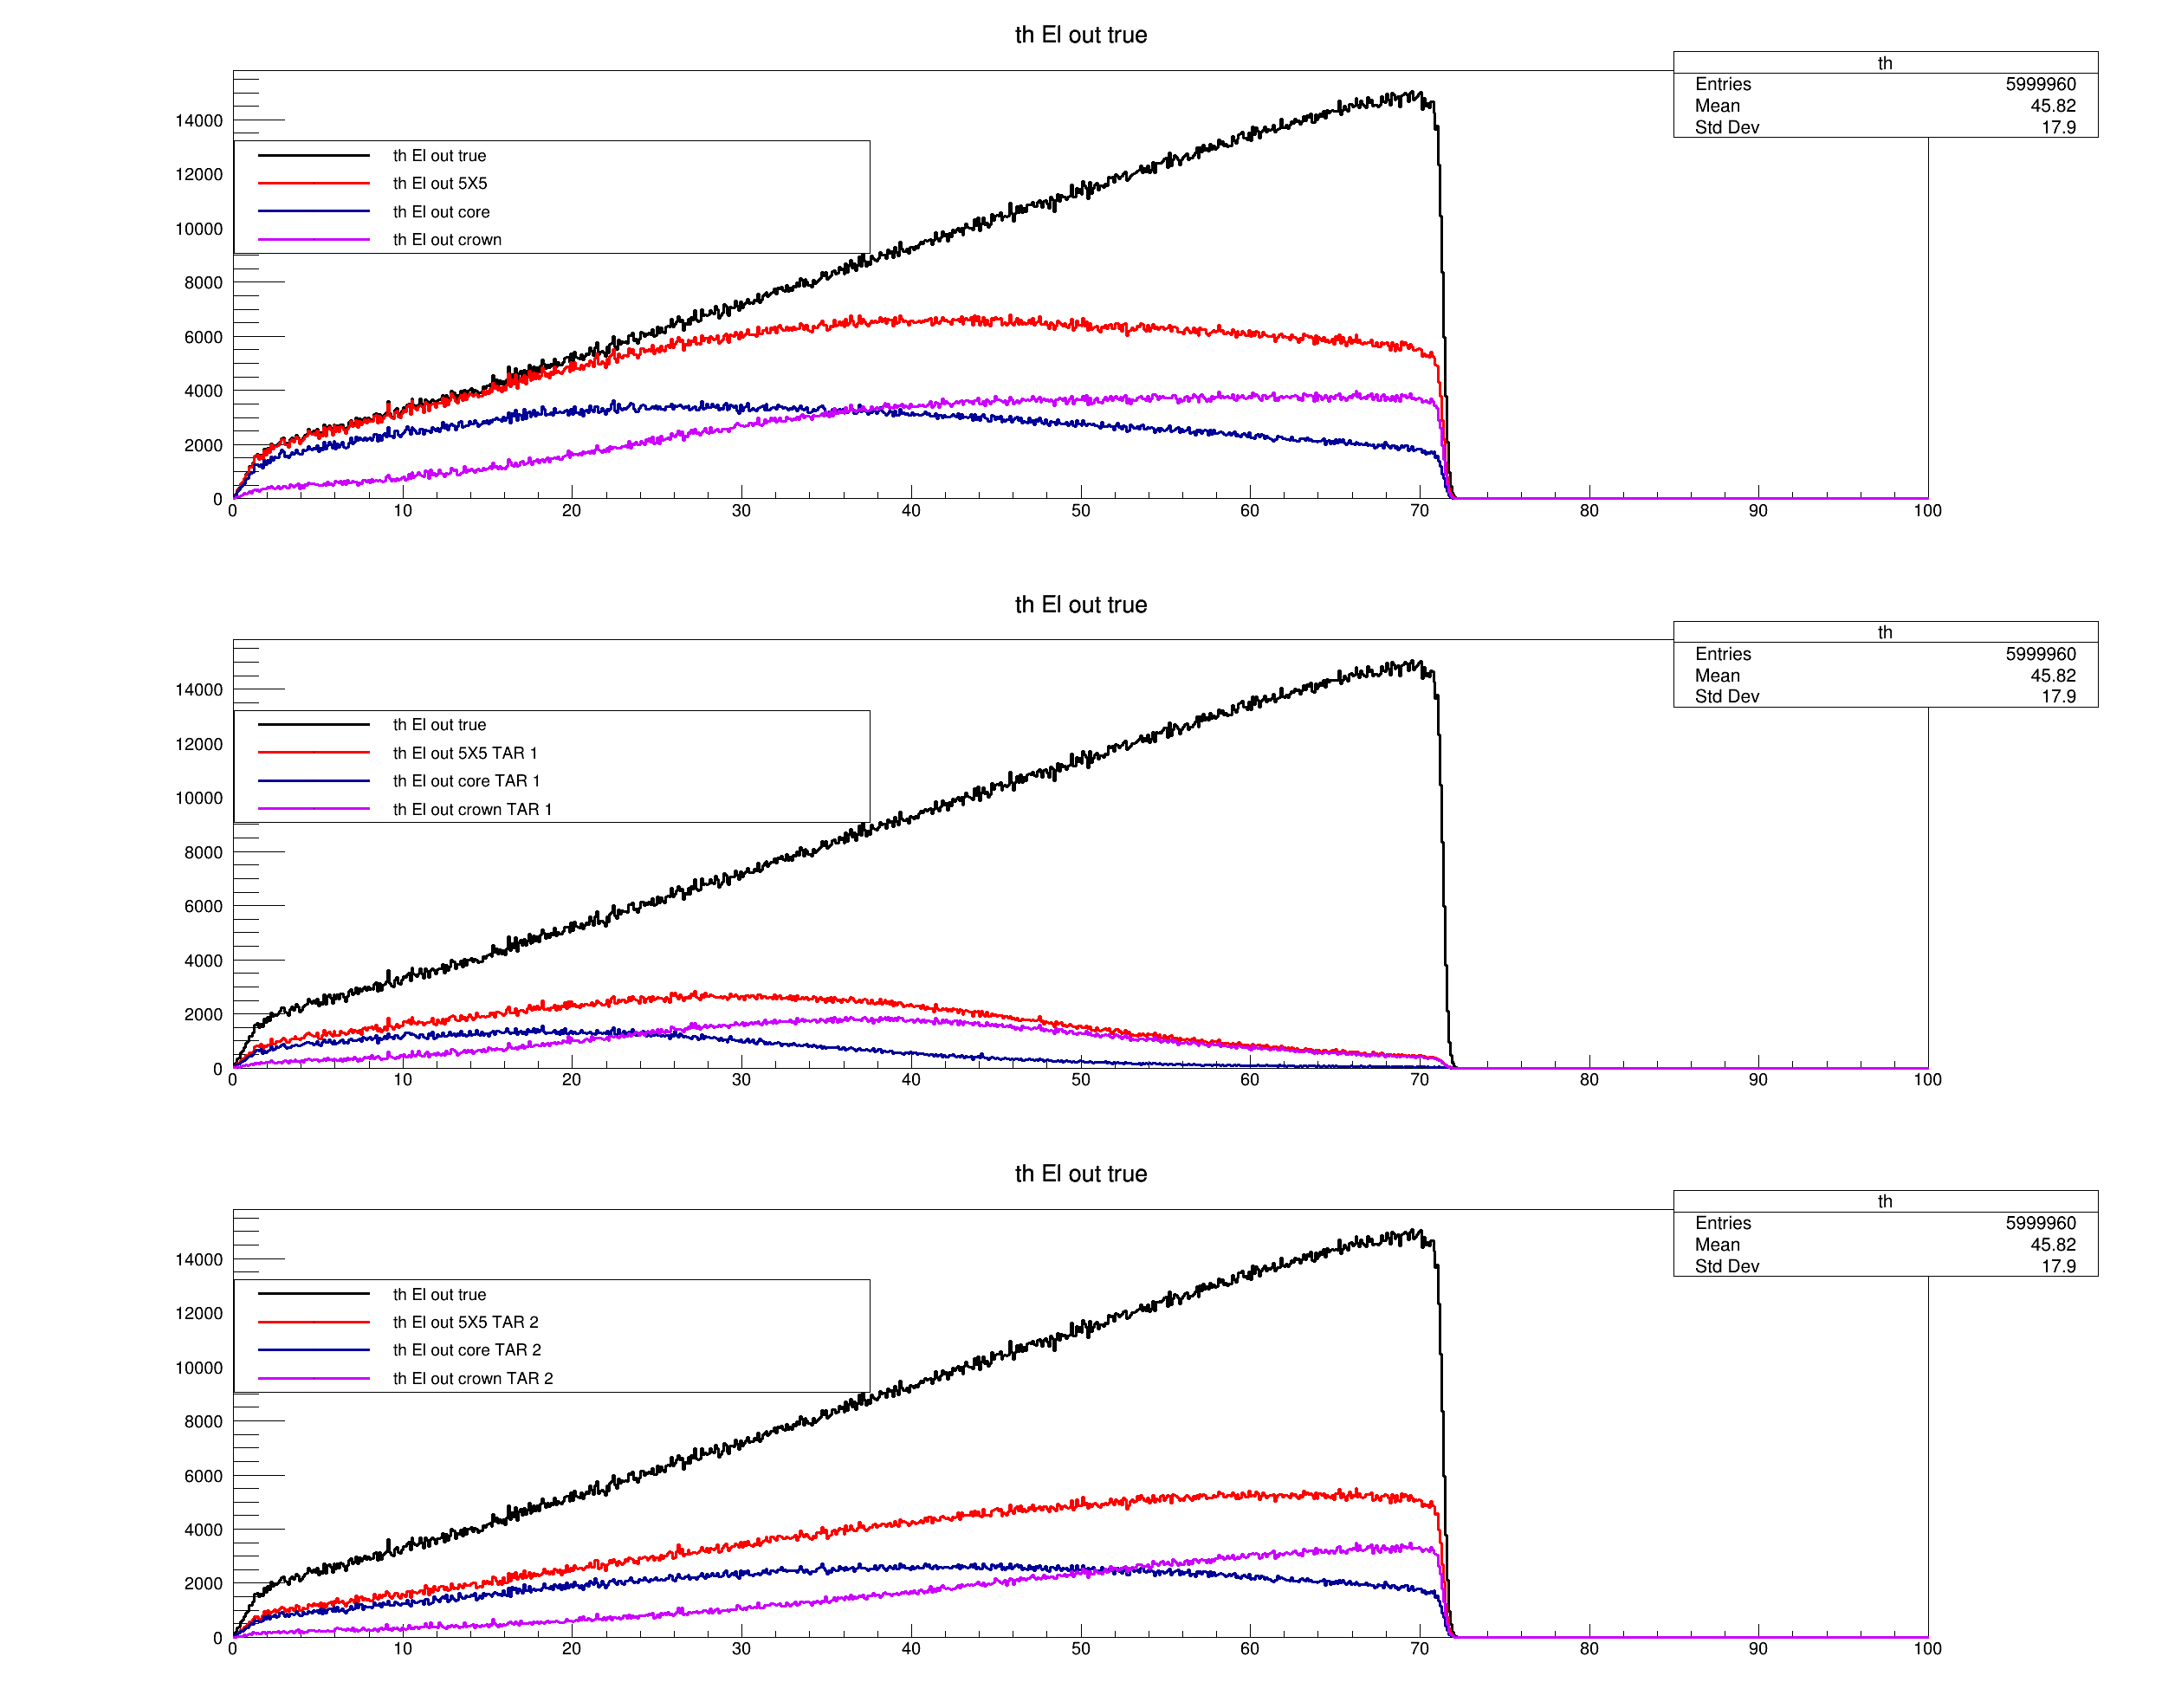 th El out true
th
Entries 5999960
Mean 45.82
Std Dev 17.9
14000
12000
10000
8000
6000
4000
2000
0
th El out true
th El out 5X5
th El out core
th El out crown
0 10 20 30 40 50 60 70 80 90 100
th El out true
th
Entries 5999960
Mean 45.82
Std Dev 17.9
14000
12000
10000
8000
6000
4000
2000
0
th El out true
th El out 5X5 TAR 1
th El out core TAR 1
th El out crown TAR 1
0 10 20 30 40 50 60 70 80 90 100
th El out true
th
Entries 5999960
Mean 45.82
Std Dev 17.9
14000
12000
10000
8000
6000
4000
2000
0
th El out true
th El out 5X5 TAR 2
th El out core TAR 2
th El out crown TAR 2
0 10 20 30 40 50 60 70 80 90 100